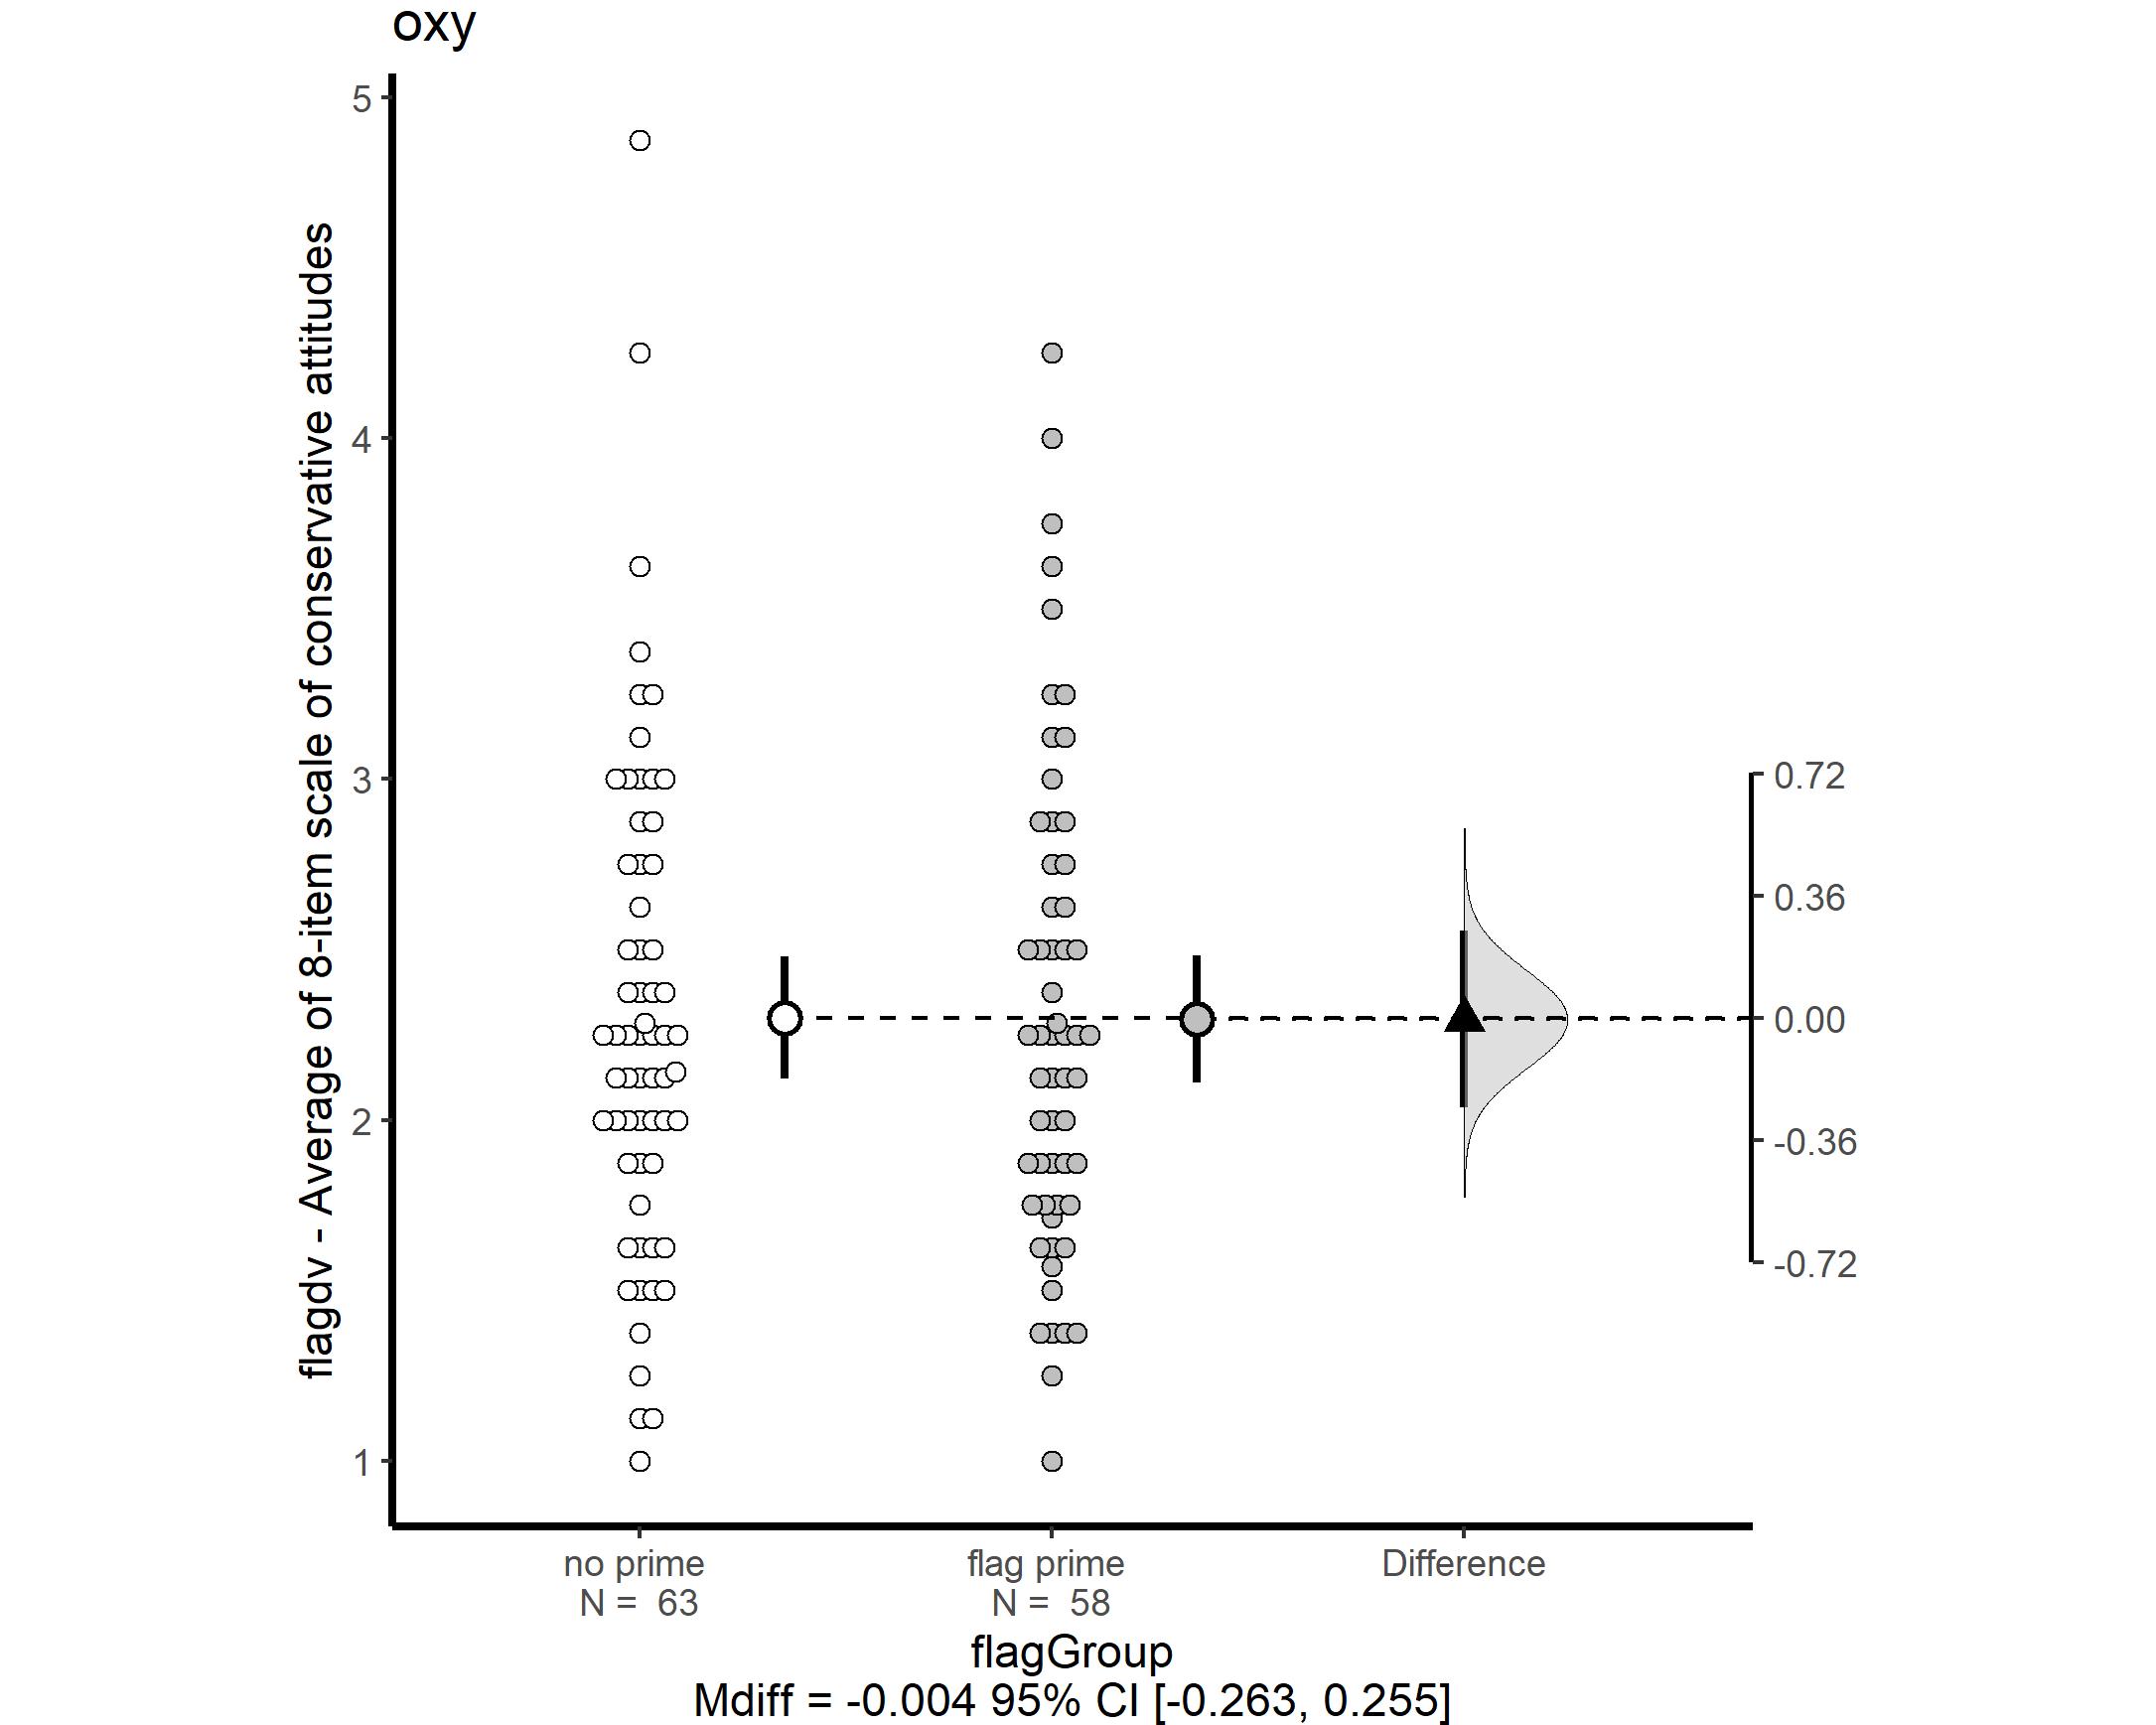 oxy
flagdv - Average of 8-item scale of conservative attitudes
5
4
3
2
1
0.72
0.36
0.00
-0.36
-0.72
no prime
N =  63
flag prime
N =  58
Difference
flagGroup
Mdiff = -0.004 95% CI [-0.263, 0.255]